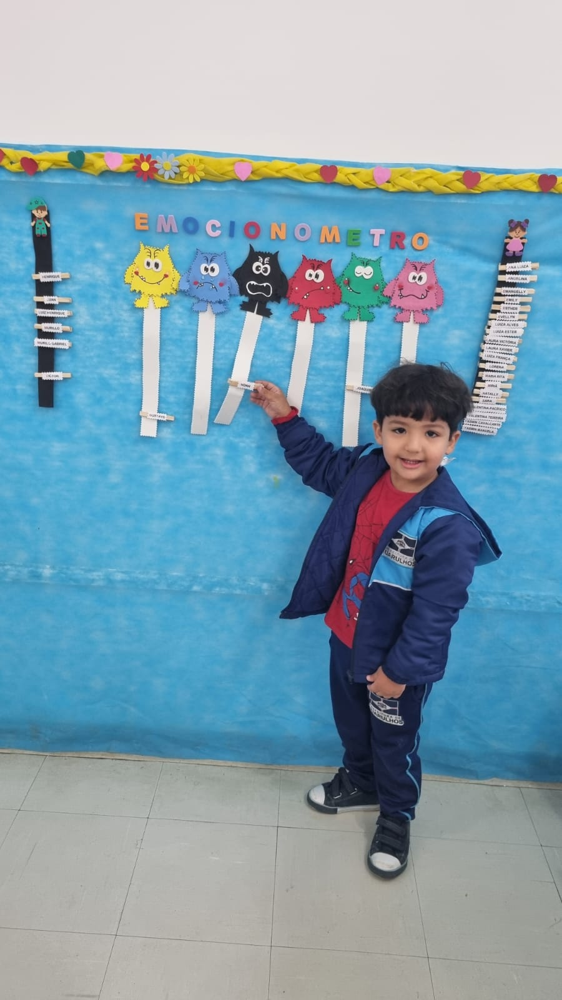 EMOCIONOMETRO
HENRIQUE
LUAN
LUIZ HENRIQUE
MURILLO
MURILO GABRIEL
VICTOR
GUSTAVO
NOAH
JOAQUIM
ANA LUIZA
ANGELINA
EMANUELLY
EMILY
ESTHER
EVELLYN
LUIZA ALVES
LUIZA ESTER
LAURA VICTÓRIA
LAURA XAVIER
LUIZA FRANÇA
LORENA
MARIA RITA
MIRIÃ
NATALLY
SARA
VALENTINA PACÍFICO
VALENTINA TEIXEIRA
YASMIN CAVALCANTE
YASMIN MANUELA
GUARULHOS
GUARULHOS